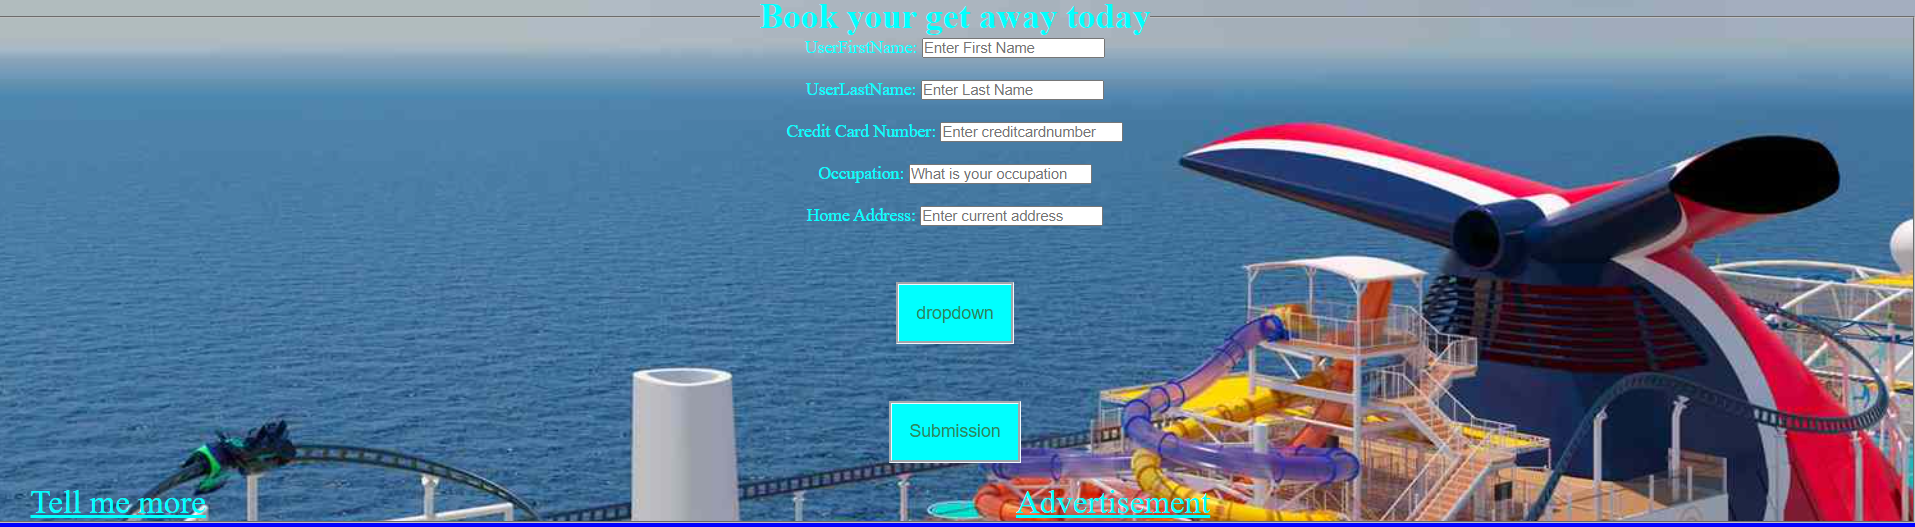 Book your get away today
UserFirstName: Enter First Name
UserLastName: Enter Last Name
Credit Card Number: Enter creditcardnumber
Occupation: What is your occupation
Home Address: Enter current address
dropdown
Submission
Tell me more Advertisement